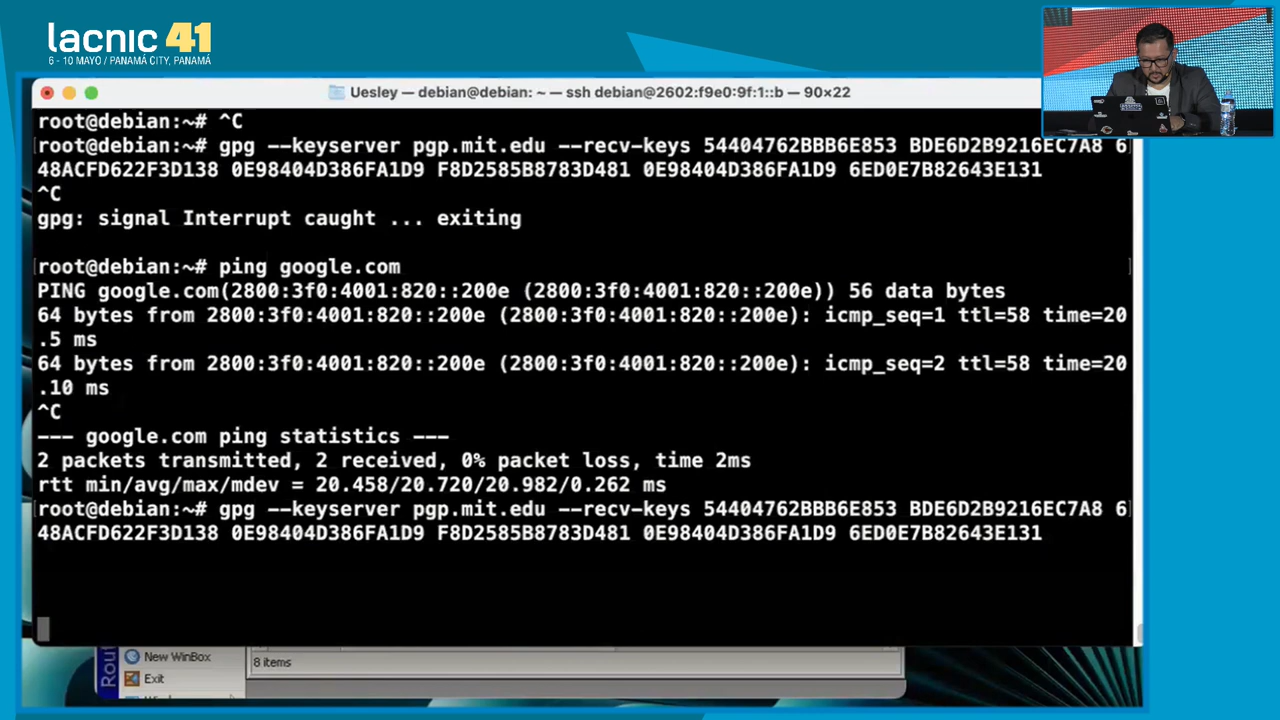 lacnic 41
6 - 10 MAYO / PANAMÁ CITY, PANAMÁ
Uesley — debian@debian: ~ — ssh debian@2602:f9e0:9f:1::b — 90x22
root@debian:~# ^C
root@debian:~# gpg --keyserver pgp.mit.edu --recv-keys 54404762BBB6E853 BDE6D2B9216EC7A8 6
48ACFD622F3D138 0E98404D386FA1D9 F8D2585B8783D481 0E98404D386FA1D9 6ED0E7B82643E131
^C
gpg: signal Interrupt caught ... exiting
root@debian:~# ping google.com
PING google.com(2800:3f0:4001:820::200e (2800:3f0:4001:820::200e)) 56 data bytes
64 bytes from 2800:3f0:4001:820::200e (2800:3f0:4001:820::200e): icmp_seq=1 ttl=58 time=20
.5 ms
64 bytes from 2800:3f0:4001:820::200e (2800:3f0:4001:820::200e): icmp_seq=2 ttl=58 time=20
.10 ms
^C
--- google.com ping statistics ---
2 packets transmitted, 2 received, 0% packet loss, time 2ms
rtt min/avg/max/mdev = 20.458/20.720/20.982/0.262 ms
root@debian:~# gpg --keyserver pgp.mit.edu --recv-keys 54404762BBB6E853 BDE6D2B9216EC7A8 6
48ACFD622F3D138 0E98404D386FA1D9 F8D2585B8783D481 0E98404D386FA1D9 6ED0E7B82643E131
New WinBox
8 items
Exit